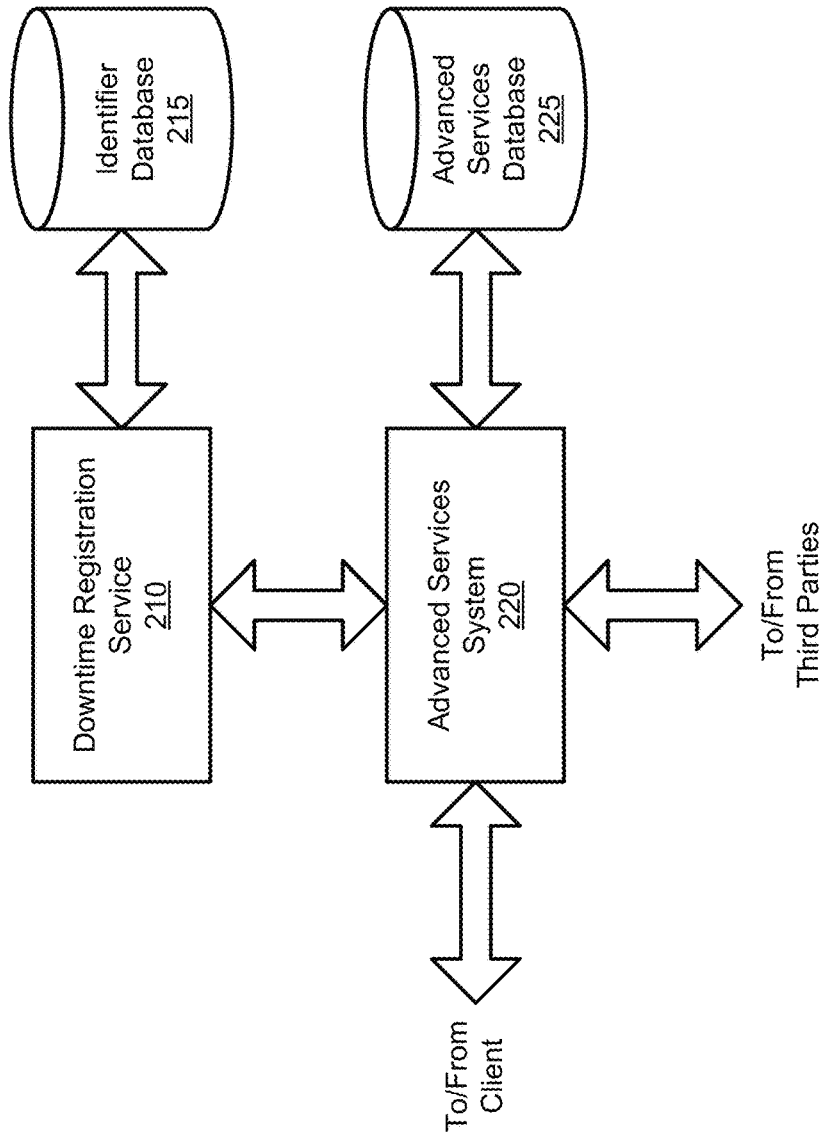 Downtime Registration
Service
210
Identifier
Database
215
Advanced Services
System
220
Advanced
Services
Database
225
To/From
Client
To/From
Third Parties